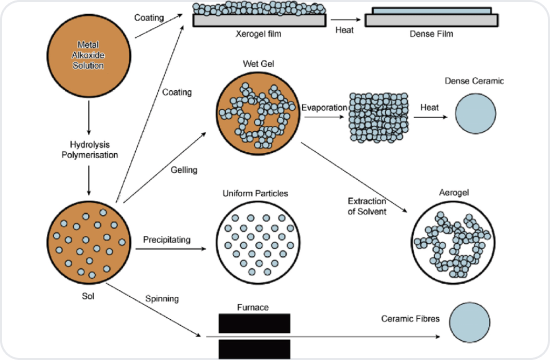 Coating
Xerogel film
Heat
Dense Film
Metal
Alkoxide
Solution
Coating
Wet Gel
Evaporation
Heat
Dense Ceramic
Hydrolysis
Polymerisation
Gelling
Uniform Particles
Extraction
of Solvent
Aerogel
Precipitating
Sol
Spinning
Furnace
Ceramic Fibres